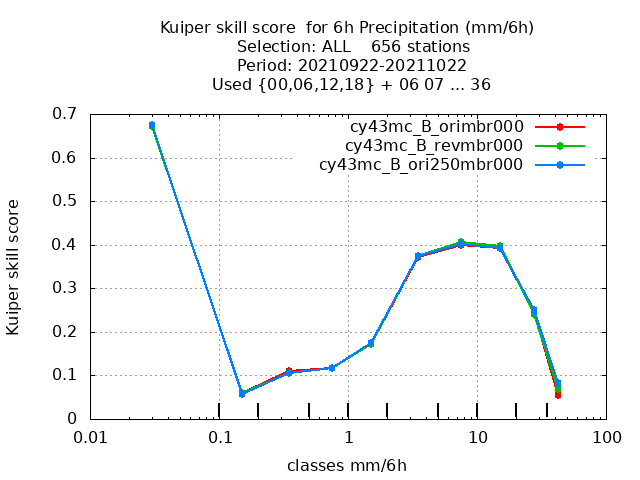 Kuiper skill score  for 6h Precipitation (mm/6h)
Selection: ALL    656 stations
Period: 20210922-20211022
Used {00,06,12,18} + 06 07 ... 36
cy43mc_B_orimbr000
cy43mc_B_revmbr000
cy43mc_B_ori250mbr000
0.7
0.6
0.5
0.4
0.3
0.2
0.1
0
Kuiper skill score
0.01
0.1
1
10
100
classes mm/6h